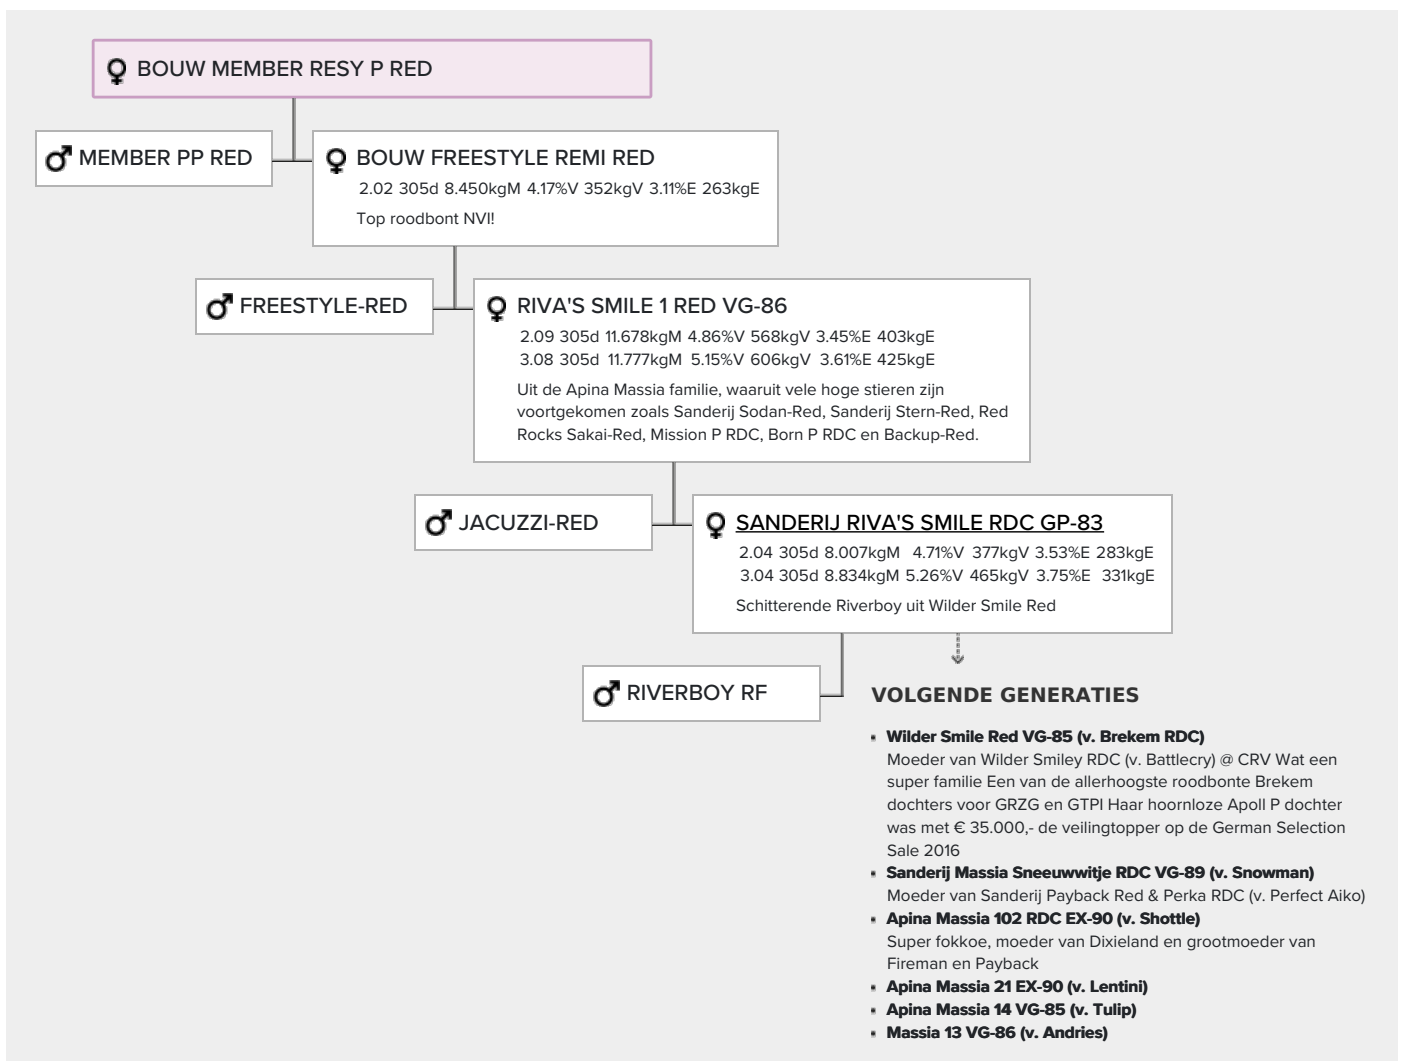 BOUW MEMBER RESY P RED
MEMBER PP RED
BOUW FREESTYLE REMI RED
2.02 305d 8.450kgM 4.17%V 352kgV 3.11%E 263kgE
Top roodbont NVI!
FREESTYLE-RED
RIVA'S SMILE 1 RED VG-86
2.09 305d 11.678kgM 4.86%V 568kgV 3.45%E 403kgE
3.08 305d 11.777kgM 5.15%V 606kgV 3.61%E 425kgE
Uit de Apina Massia familie, waaruit vele hoge stieren zijn
voortgekomen zoals Sanderij Sodan-Red, Sanderij Stern-Red, Red
Rocks Sakai-Red, Mission P RDC, Born P RDC en Backup-Red.
JACUZZI-RED
SANDERIJ RIVA'S SMILE RDC GP-83
2.04 305d 8.007kgM 4.71%V 377kgV 3.53%E 283kgE
3.04 305d 8.834kgM 5.26%V 465kgV 3.75%E 331kgE
Schitterende Riverboy uit Wilder Smile Red
RIVERBOY RF
VOLGENDE GENERATIES
Wilder Smile Red VG-85 (v. Brekem RDC)
Moeder van Wilder Smiley RDC (v. Battlecry) @ CRV Wat een
super familie Een van de allerhoogste roodbonte Brekem
dochters voor GRZG en GTPI Haar hoornloze Apoll P dochter
was met € 35.000,- de veilingtopper op de German Selection
Sale 2016
Sanderij Massia Sneeuwwitje RDC VG-89 (v. Snowman)
Moeder van Sanderij Payback Red & Perka RDC (v. Perfect Aiko)
Apina Massia 102 RDC EX-90 (v. Shottle)
Super fokkoe, moeder van Dixieland en grootmoeder van
Fireman en Payback
Apina Massia 21 EX-90 (v. Lentini)
Apina Massia 14 VG-85 (v. Tulip)
Massia 13 VG-86 (v. Andries)